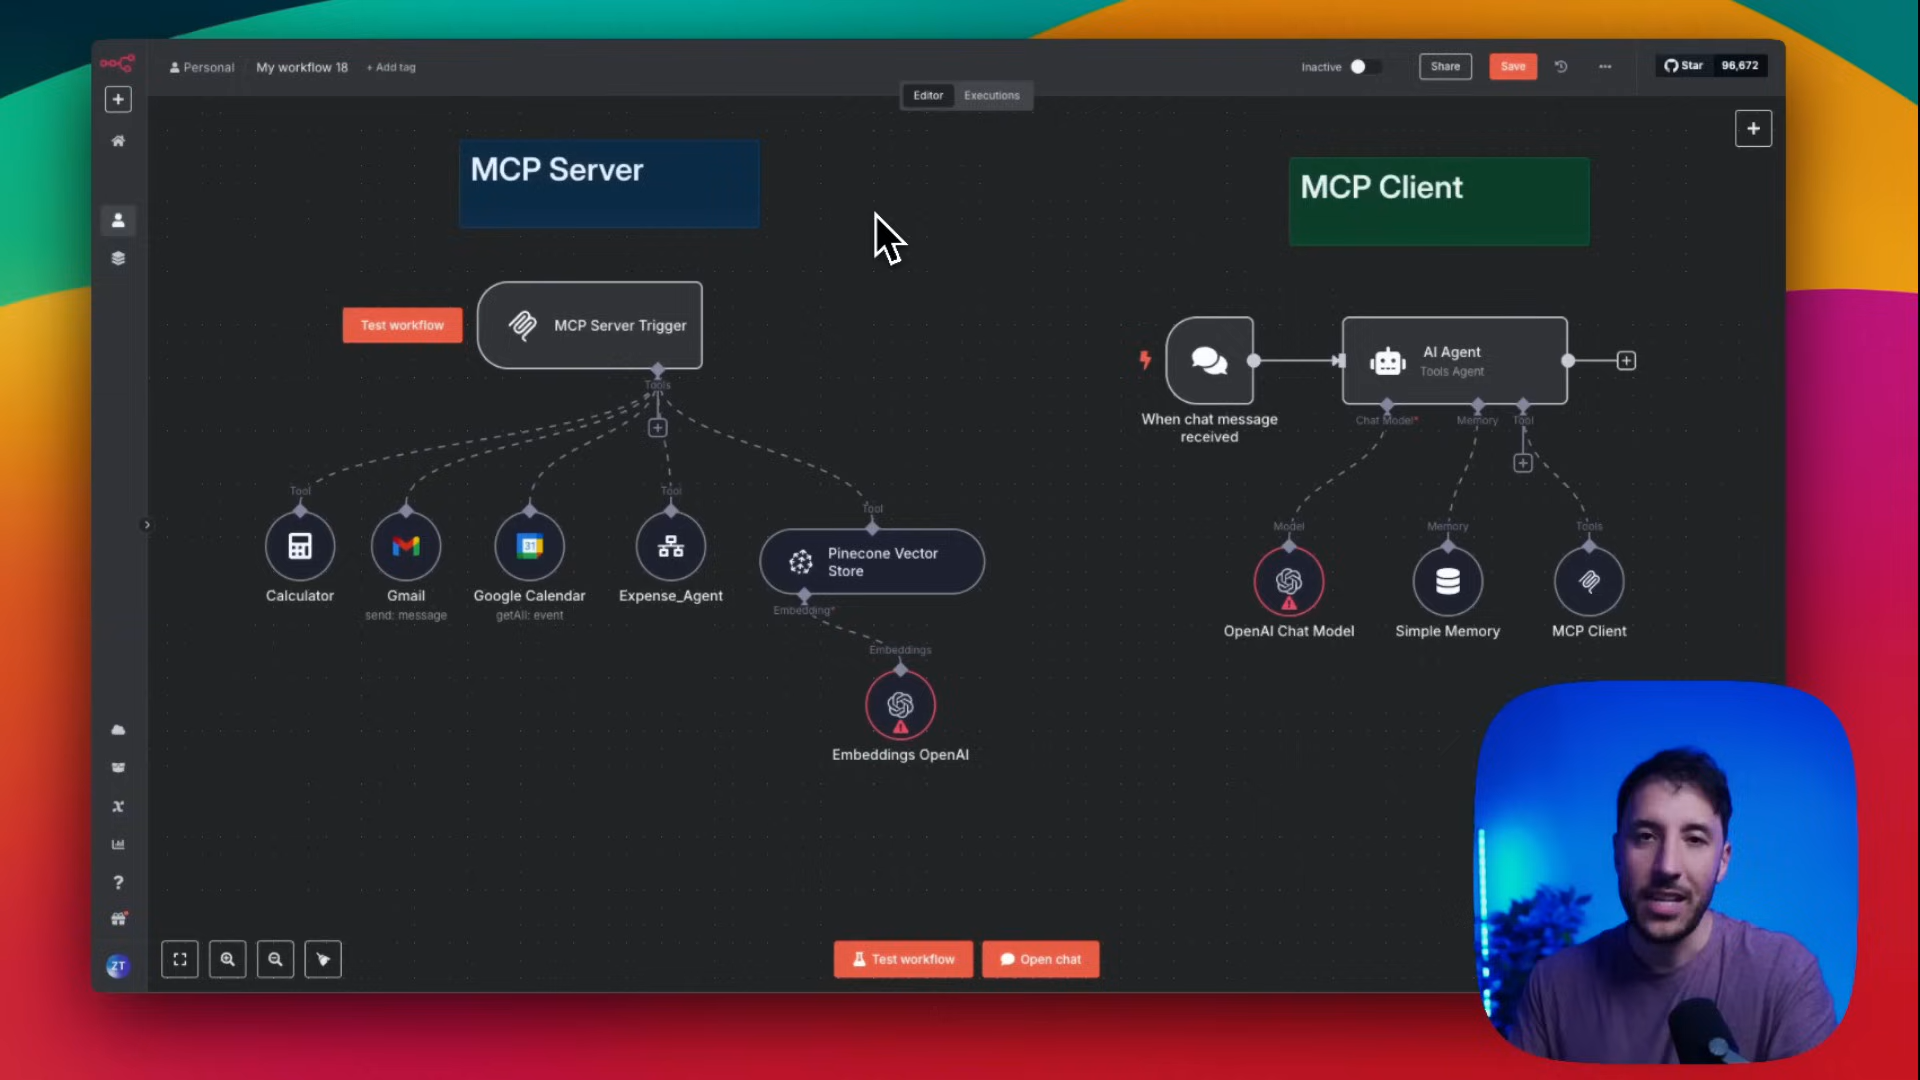 Personal
My workflow 18
+ Add tag
Inactive
Share
Save
Star 96,672
Editor
Executions
MCP Server
MCP Client
Test workflow
MCP Server Trigger
Tools
AI Agent
Tools Agent
When chat message
received
Chat Model*
Memory
Tool
Tool
Tool
Tool
Calculator
Gmail
send: message
31
Google Calendar
getAll: event
Expense_Agent
Pinecone Vector
Store
Embedding*
Embeddings
Embeddings OpenAI
Model
Memory
Tools
OpenAI Chat Model
Simple Memory
MCP Client
ZT
Test workflow
Open chat